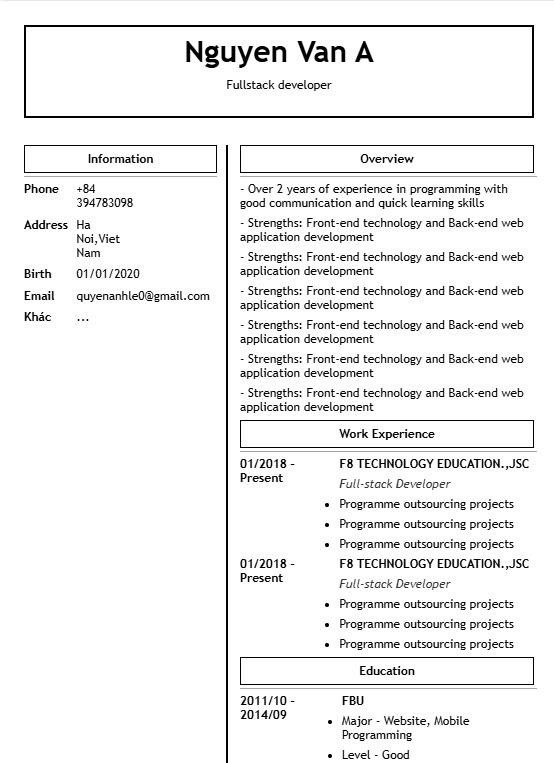 Nguyen Van A
Fullstack developer
Information
Phone +84
394783098
Address Ha
Noi,Viet
Nam
Birth 01/01/2020
Email quyenanhle0@gmail.com
Khác ...
Overview
- Over 2 years of experience in programming with
good communication and quick learning skills
- Strengths: Front-end technology and Back-end web
application development
- Strengths: Front-end technology and Back-end web
application development
- Strengths: Front-end technology and Back-end web
application development
- Strengths: Front-end technology and Back-end web
application development
- Strengths: Front-end technology and Back-end web
application development
- Strengths: Front-end technology and Back-end web
application development
Work Experience
01/2018 – F8 TECHNOLOGY EDUCATION.,JSC
Present
Full-stack Developer
• Programme outsourcing projects
• Programme outsourcing projects
• Programme outsourcing projects
01/2018 – F8 TECHNOLOGY EDUCATION.,JSC
Present
Full-stack Developer
• Programme outsourcing projects
• Programme outsourcing projects
• Programme outsourcing projects
Education
2011/10 – FBU
2014/09
• Major - Website, Mobile
Programming
• Level - Good